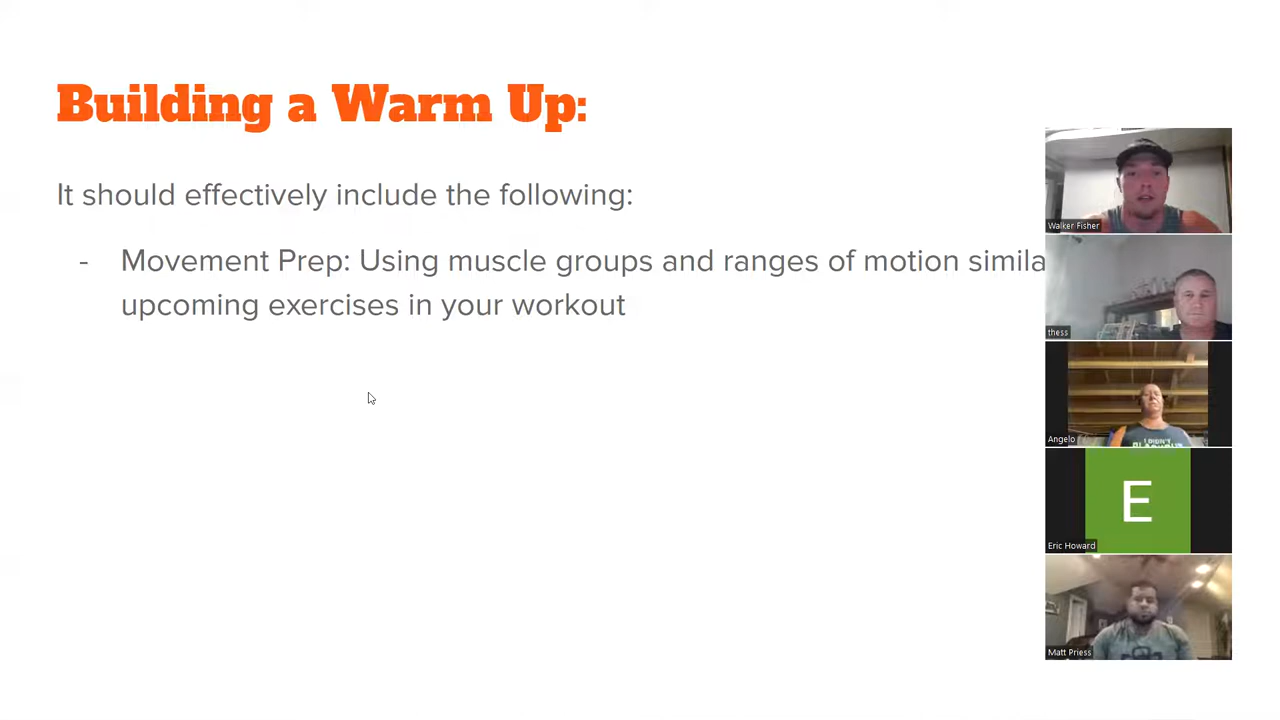 Building a Warm Up:
It should effectively include the following:
- Movement Prep: Using muscle groups and ranges of motion simila
upcoming exercises in your workout
Walker Fisher
thess
Angelo
I DIDN'T
E
Eric Howard
Matt Priess